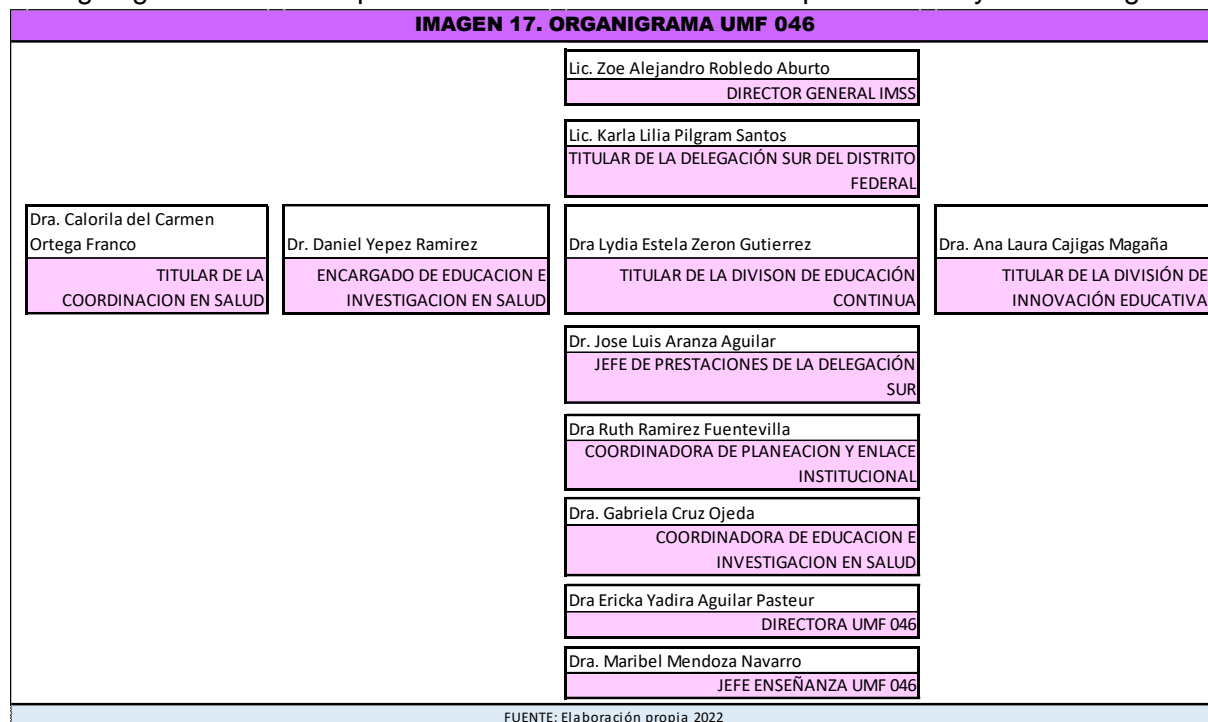 IMAGEN 17. ORGANIGRAMA UMF 046
Lic. Zoe Alejandro Robledo Aburto
DIRECTOR GENERAL IMSS
Lic. Karla Lilia Pilgram Santos
TITULAR DE LA DELEGACIÓN SUR DEL DISTRITO
FEDERAL
Dra. Calorila del Carmen
Ortega Franco
TITULAR DE LA
COORDINACION EN SALUD
Dr. Daniel Yepez Ramirez
ENCARGADO DE EDUCACION E
INVESTIGACION EN SALUD
Dra Lydia Estela Zeron Gutierrez
TITULAR DE LA DIVISON DE EDUCACIÓN
CONTINUA
Dra. Ana Laura Cajigas Magaña
TITULAR DE LA DIVISIÓN DE
INNOVACIÓN EDUCATIVA
Dr. Jose Luis Aranza Aguilar
JEFE DE PRESTACIONES DE LA DELEGACIÓN
SUR
Dra Ruth Ramirez Fuentevilla
COORDINADORA DE PLANEACION Y ENLACE
INSTITUCIONAL
Dra. Gabriela Cruz Ojeda
COORDINADORA DE EDUCACION E
INVESTIGACION EN SALUD
Dra Ericka Yadira Aguilar Pasteur
DIRECTORA UMF 046
Dra. Maribel Mendoza Navarro
JEFE ENSEÑANZA UMF 046
FUENTE: Elaboración propia 2022